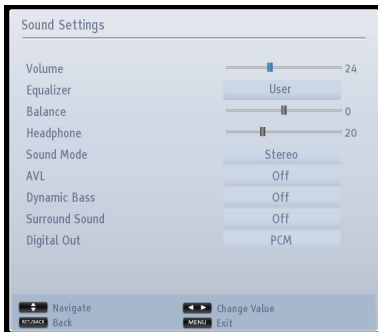 Sound Settings
Volume 24
Equalizer User
Balance 0
Headphone 20
Sound Mode Stereo
AVL Off
Dynamic Bass Off
Surround Sound Off
Digital Out PCM
Navigate Change Value
RET/BACK Back MENU Exit